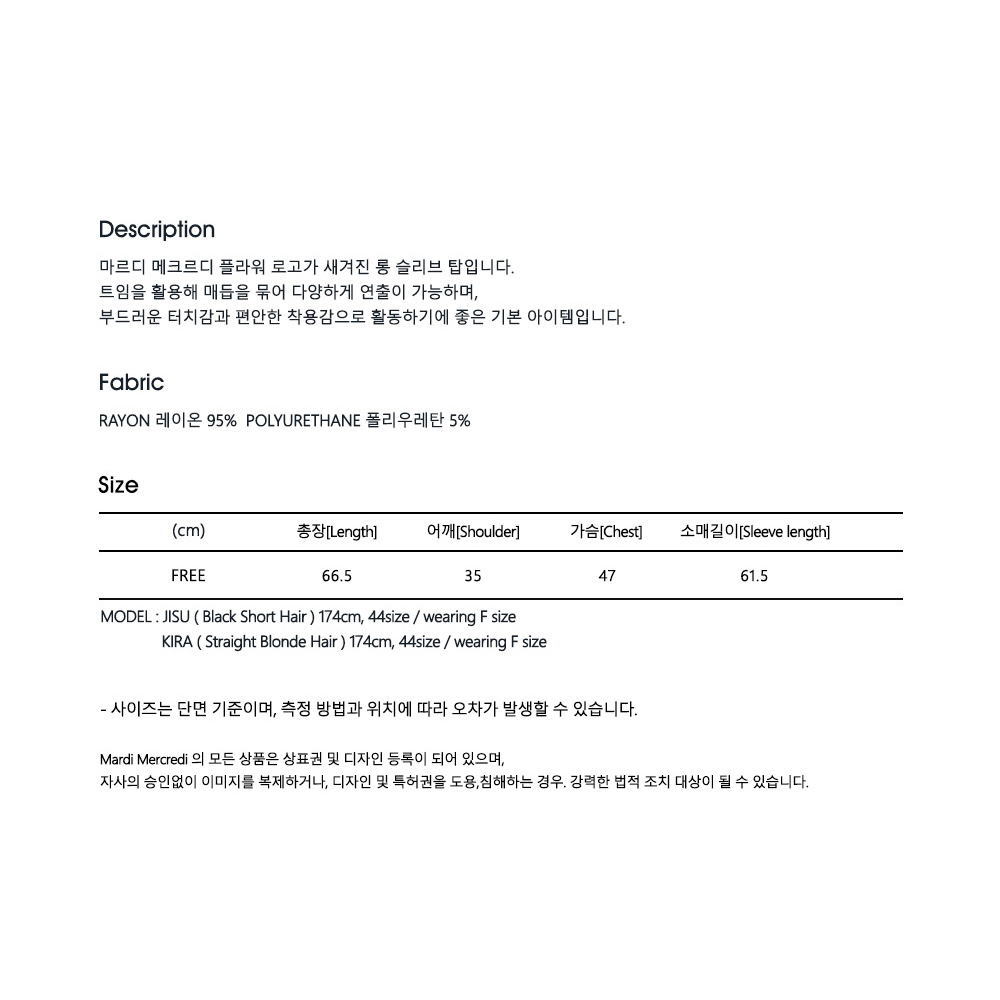 Description
마르디 메크르디 플라워 로고가 새겨진 롱 슬리브 탑입니다.
트임을 활용해 매듭을 묶어 다양하게 연출이 가능하며,
부드러운 터치감과 편안한 착용감으로 활동하기에 좋은 기본 아이템입니다.
Fabric
RAYON 레이온 95% POLYURETHANE 폴리우레탄 5%
Size
(cm) 총장[Length] 어깨[Shoulder] 가슴[Chest] 소매길이[Sleeve length]
FREE 66.5 35 47 61.5
MODEL : JISU ( Black Short Hair ) 174cm, 44size / wearing F size
KIRA ( Straight Blonde Hair ) 174cm, 44size / wearing F size
- 사이즈는 단면 기준이며, 측정 방법과 위치에 따라 오차가 발생할 수 있습니다.
Mardi Mercredi 의 모든 상품은 상표권 및 디자인 등록이 되어 있으며,
자사의 승인없이 이미지를 복제하거나, 디자인 및 특허권을 도용,침해하는 경우. 강력한 법적 조치 대상이 될 수 있습니다.